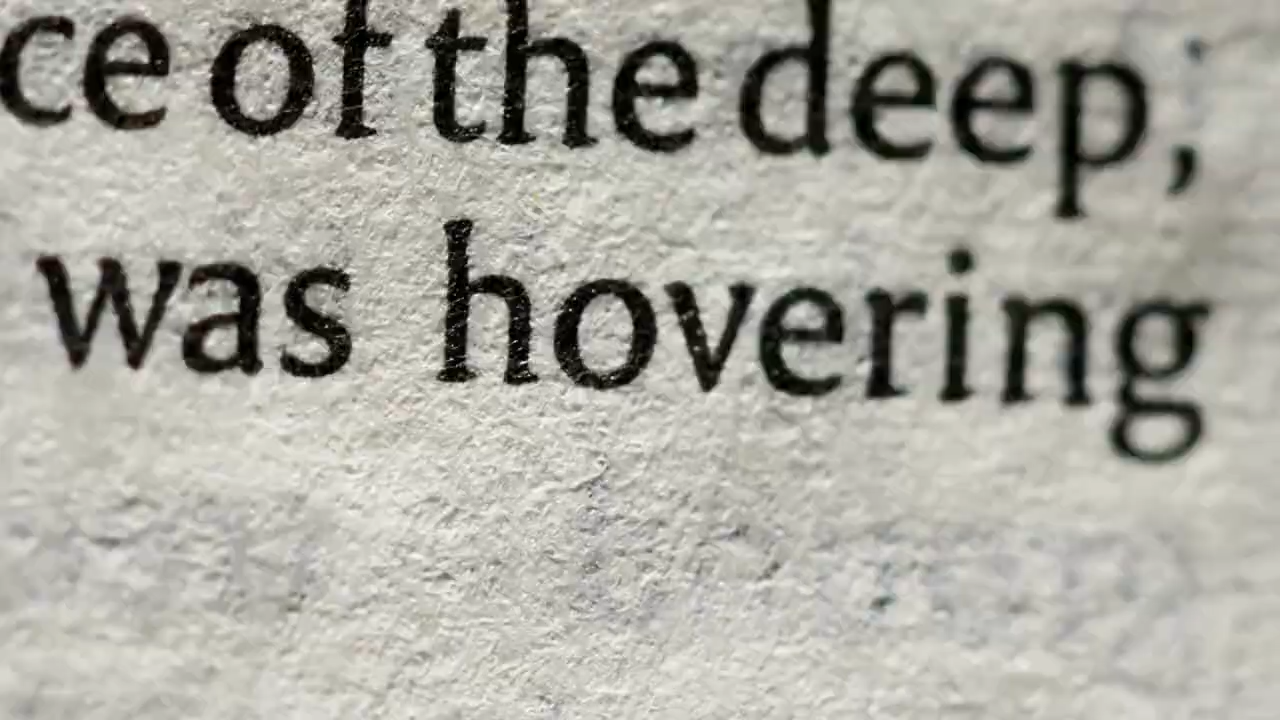 ce of the deep,
was hovering